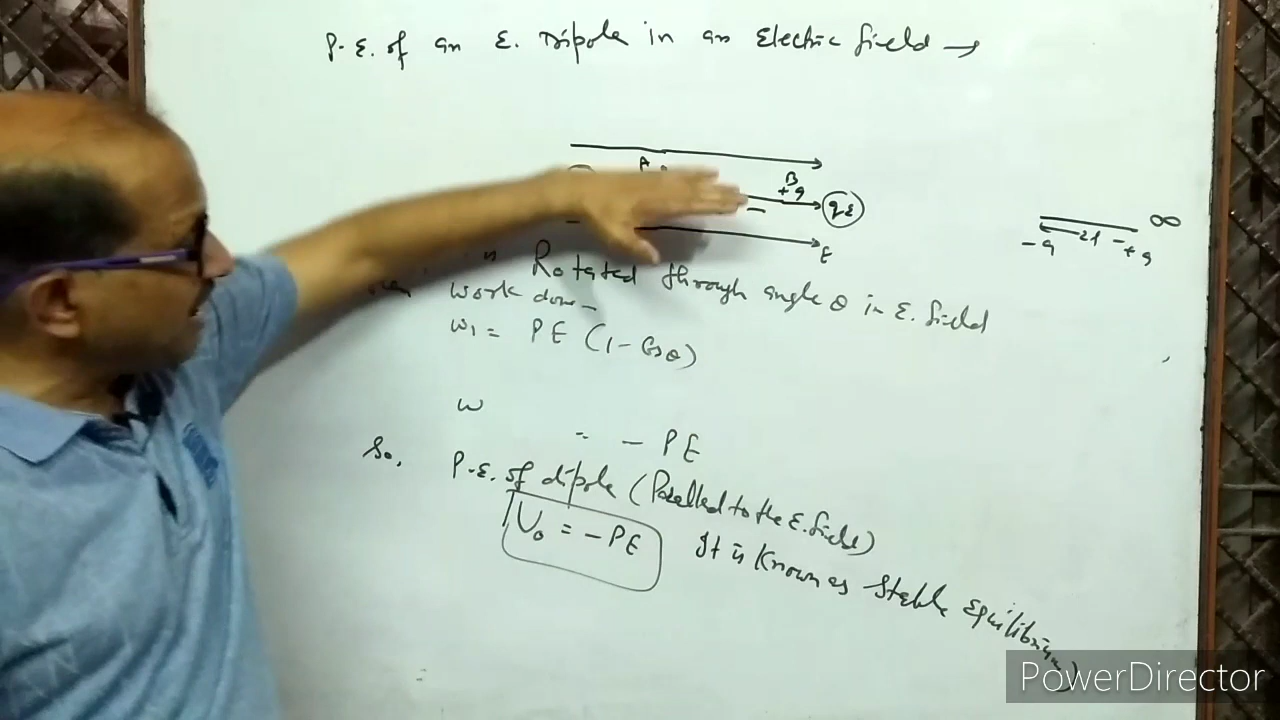 P.E. of an E. Dipole in an Electric field →
A
B
+q
qE
E
∞
-q
2l
+q
is Rotated through angle θ in E. field
work done -
W1 = PE (1 - Cosθ)
W
= - PE
So, P.E. of dipole (Parallel to the E. field)
U0 = - PE
It is known as Stable Equilibrium)
PowerDirector